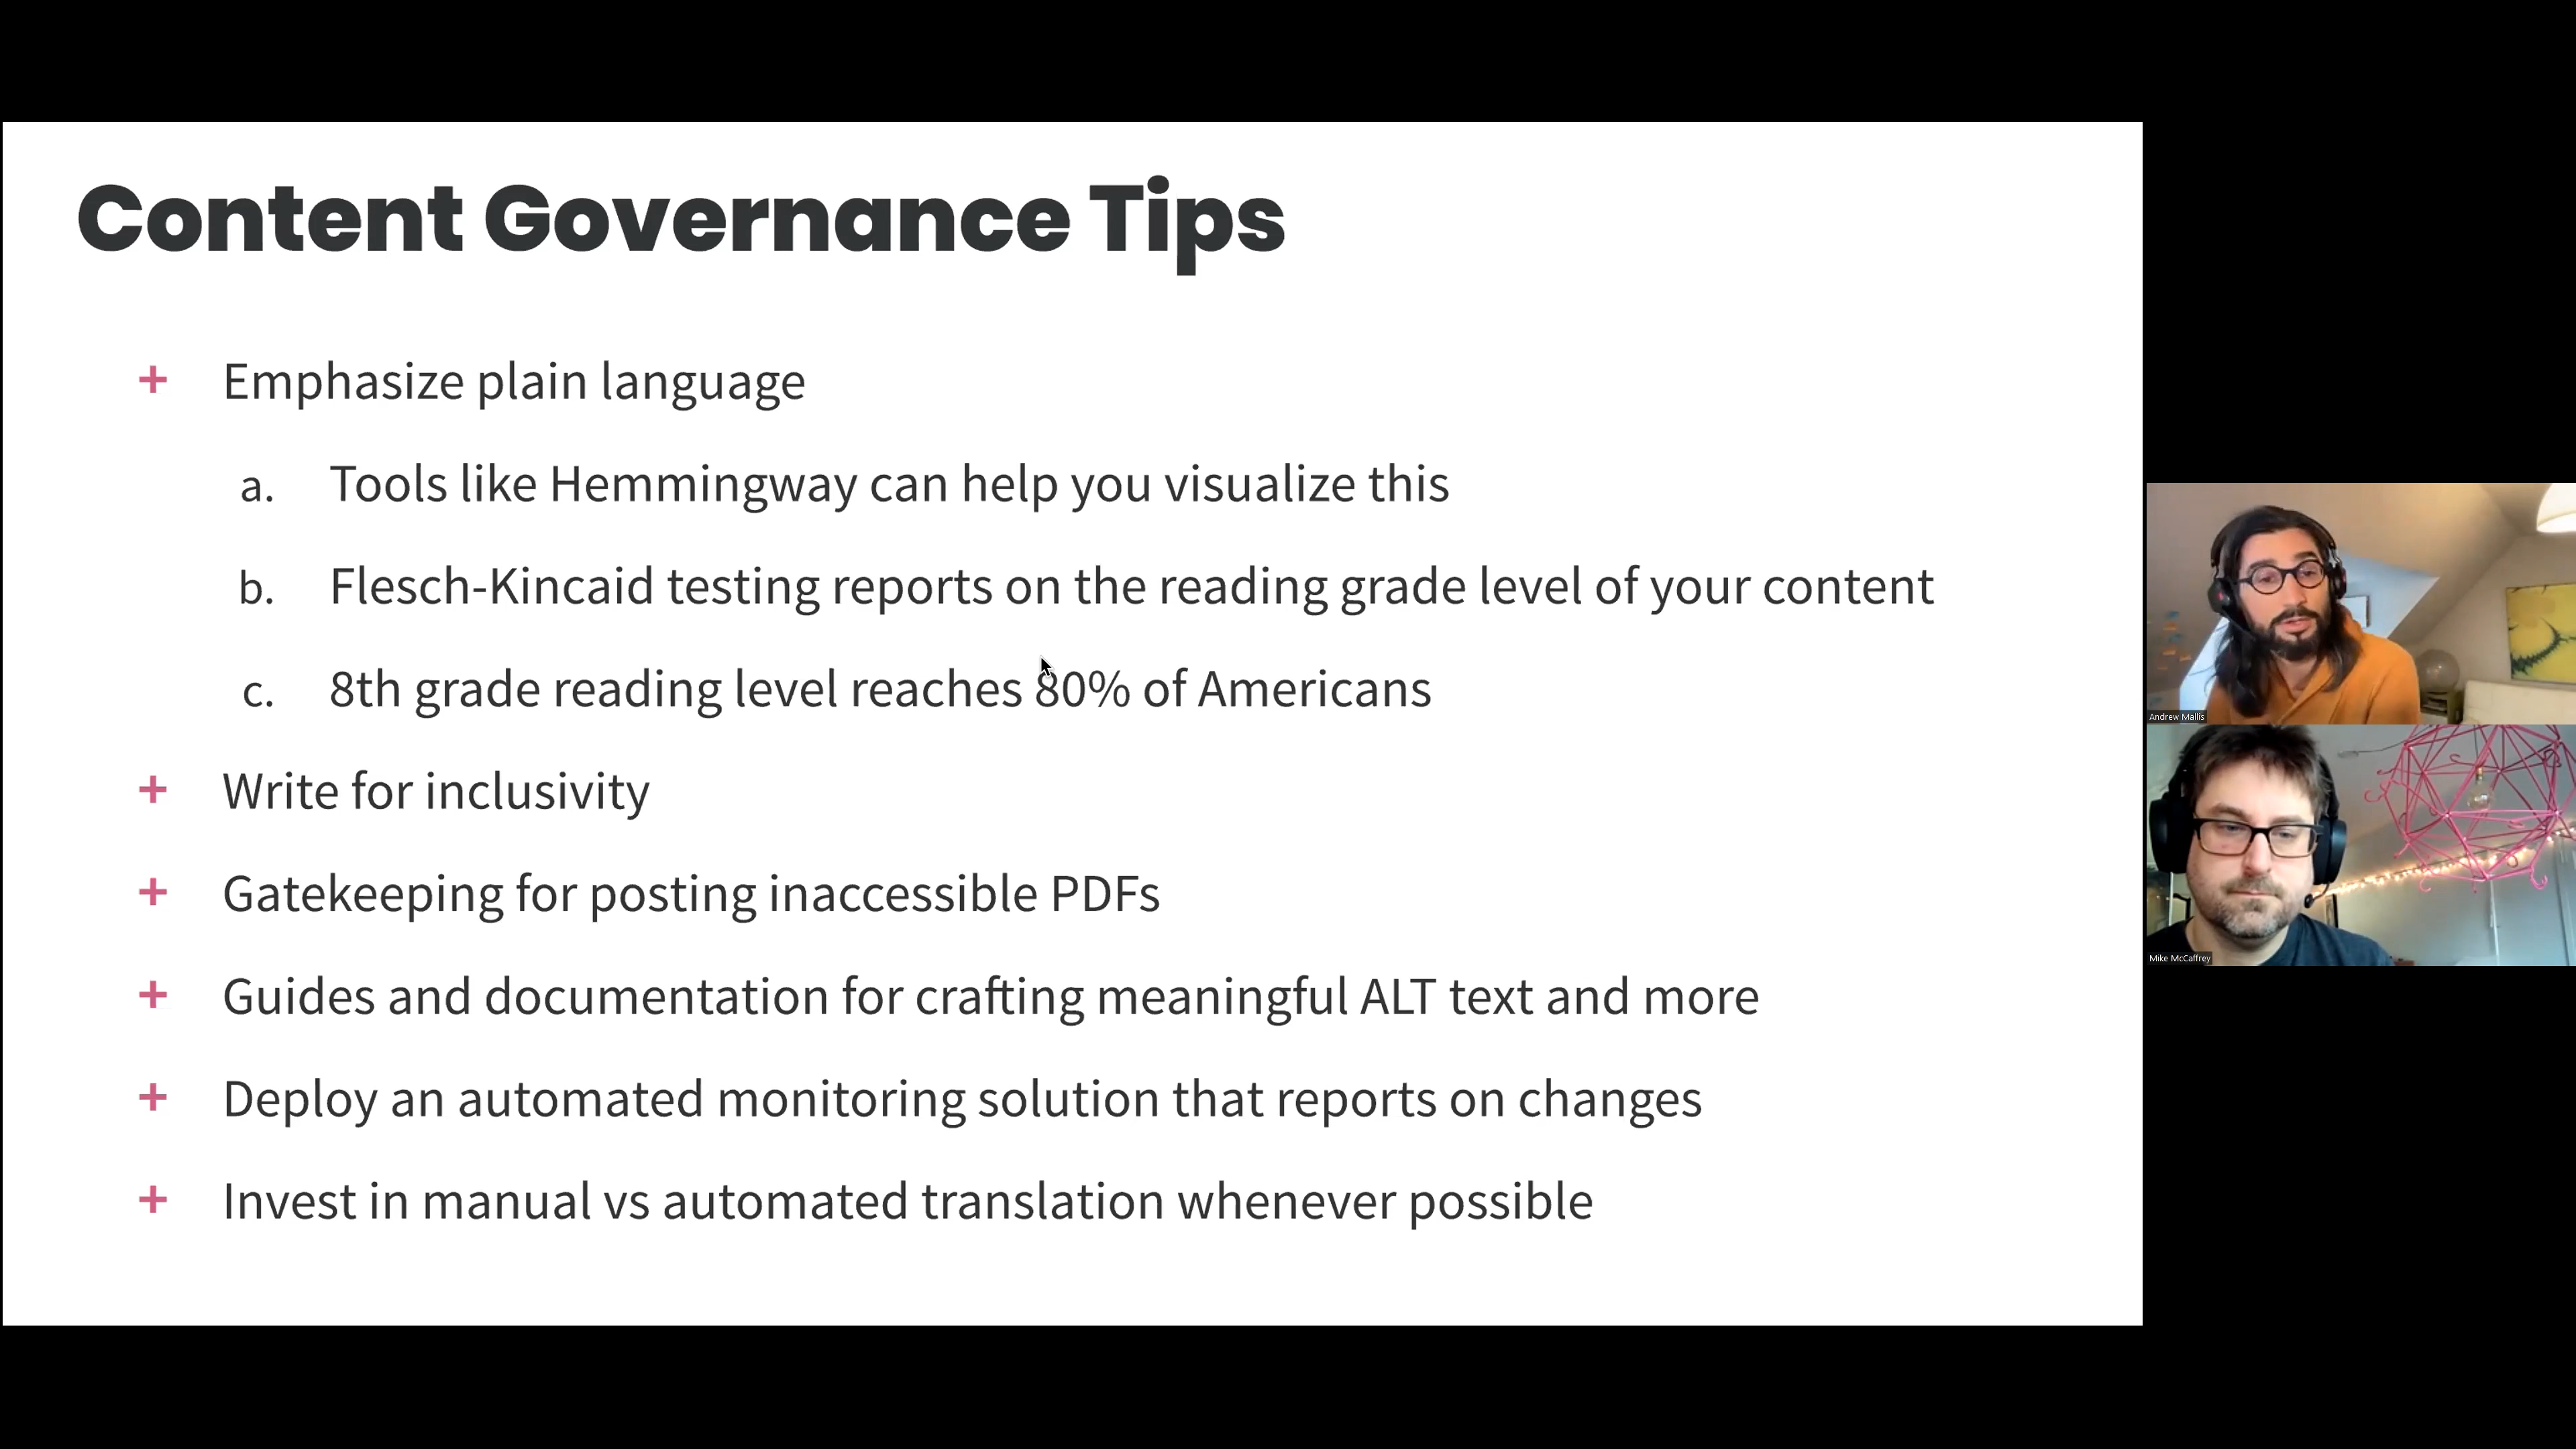 Content Governance Tips
+ Emphasize plain language
a. Tools like Hemmingway can help you visualize this
b. Flesch-Kincaid testing reports on the reading grade level of your content
c. 8th grade reading level reaches 80% of Americans
+ Write for inclusivity
+ Gatekeeping for posting inaccessible PDFs
+ Guides and documentation for crafting meaningful ALT text and more
+ Deploy an automated monitoring solution that reports on changes
+ Invest in manual vs automated translation whenever possible
Andrew Mallis
Mike McCaffrey